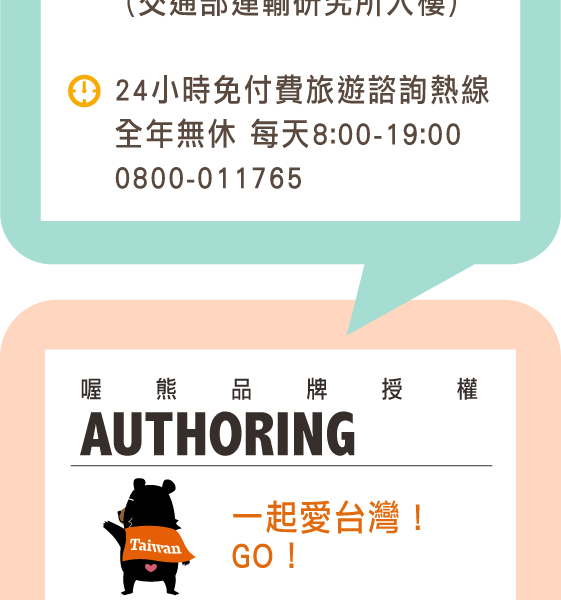 (交通部運輸研究所八樓)
24小時免付費旅遊諮詢熱線
全年無休 每天8:00-19:00
0800-011765
喔熊品牌授權
AUTHORING
一起愛台灣！
GO！
Taiwan